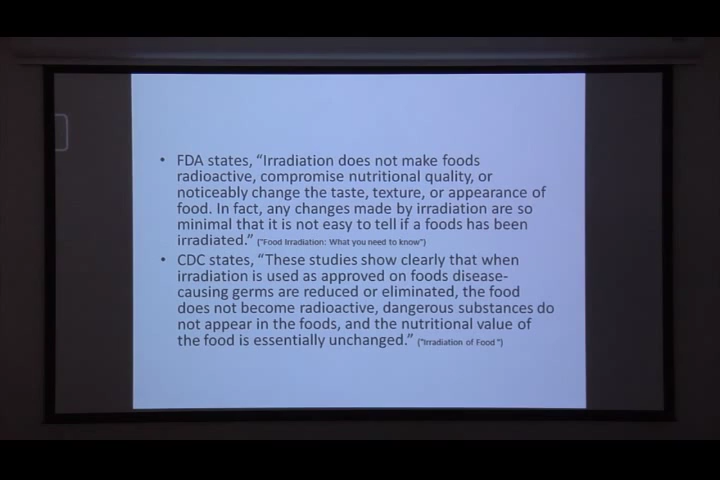 • FDA states, “Irradiation does not make foods
radioactive, compromise nutritional quality, or
noticeably change the taste, texture, or appearance of
food. In fact, any changes made by irradiation are so
minimal that it is not easy to tell if a foods has been
irradiated.” (“Food Irradiation: What you need to know”)
• CDC states, “These studies show clearly that when
irradiation is used as approved on foods disease-
causing germs are reduced or eliminated, the food
does not become radioactive, dangerous substances do
not appear in the foods, and the nutritional value of
the food is essentially unchanged.” (“Irradiation of Food ”)